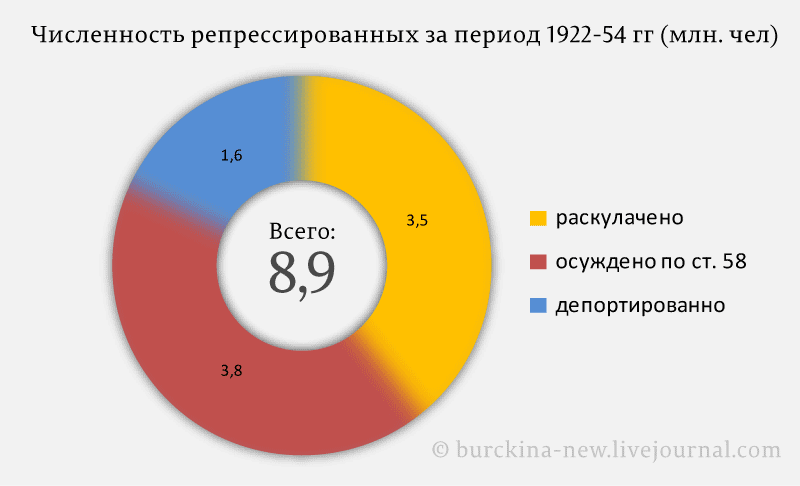 Численность репрессированных за период 1922-54 гг (млн. чел)
1,6
3,5
Всего:
8,9
3,8
раскулачено
осуждено по ст. 58
депортированно
© burckina-new.livejournal.com